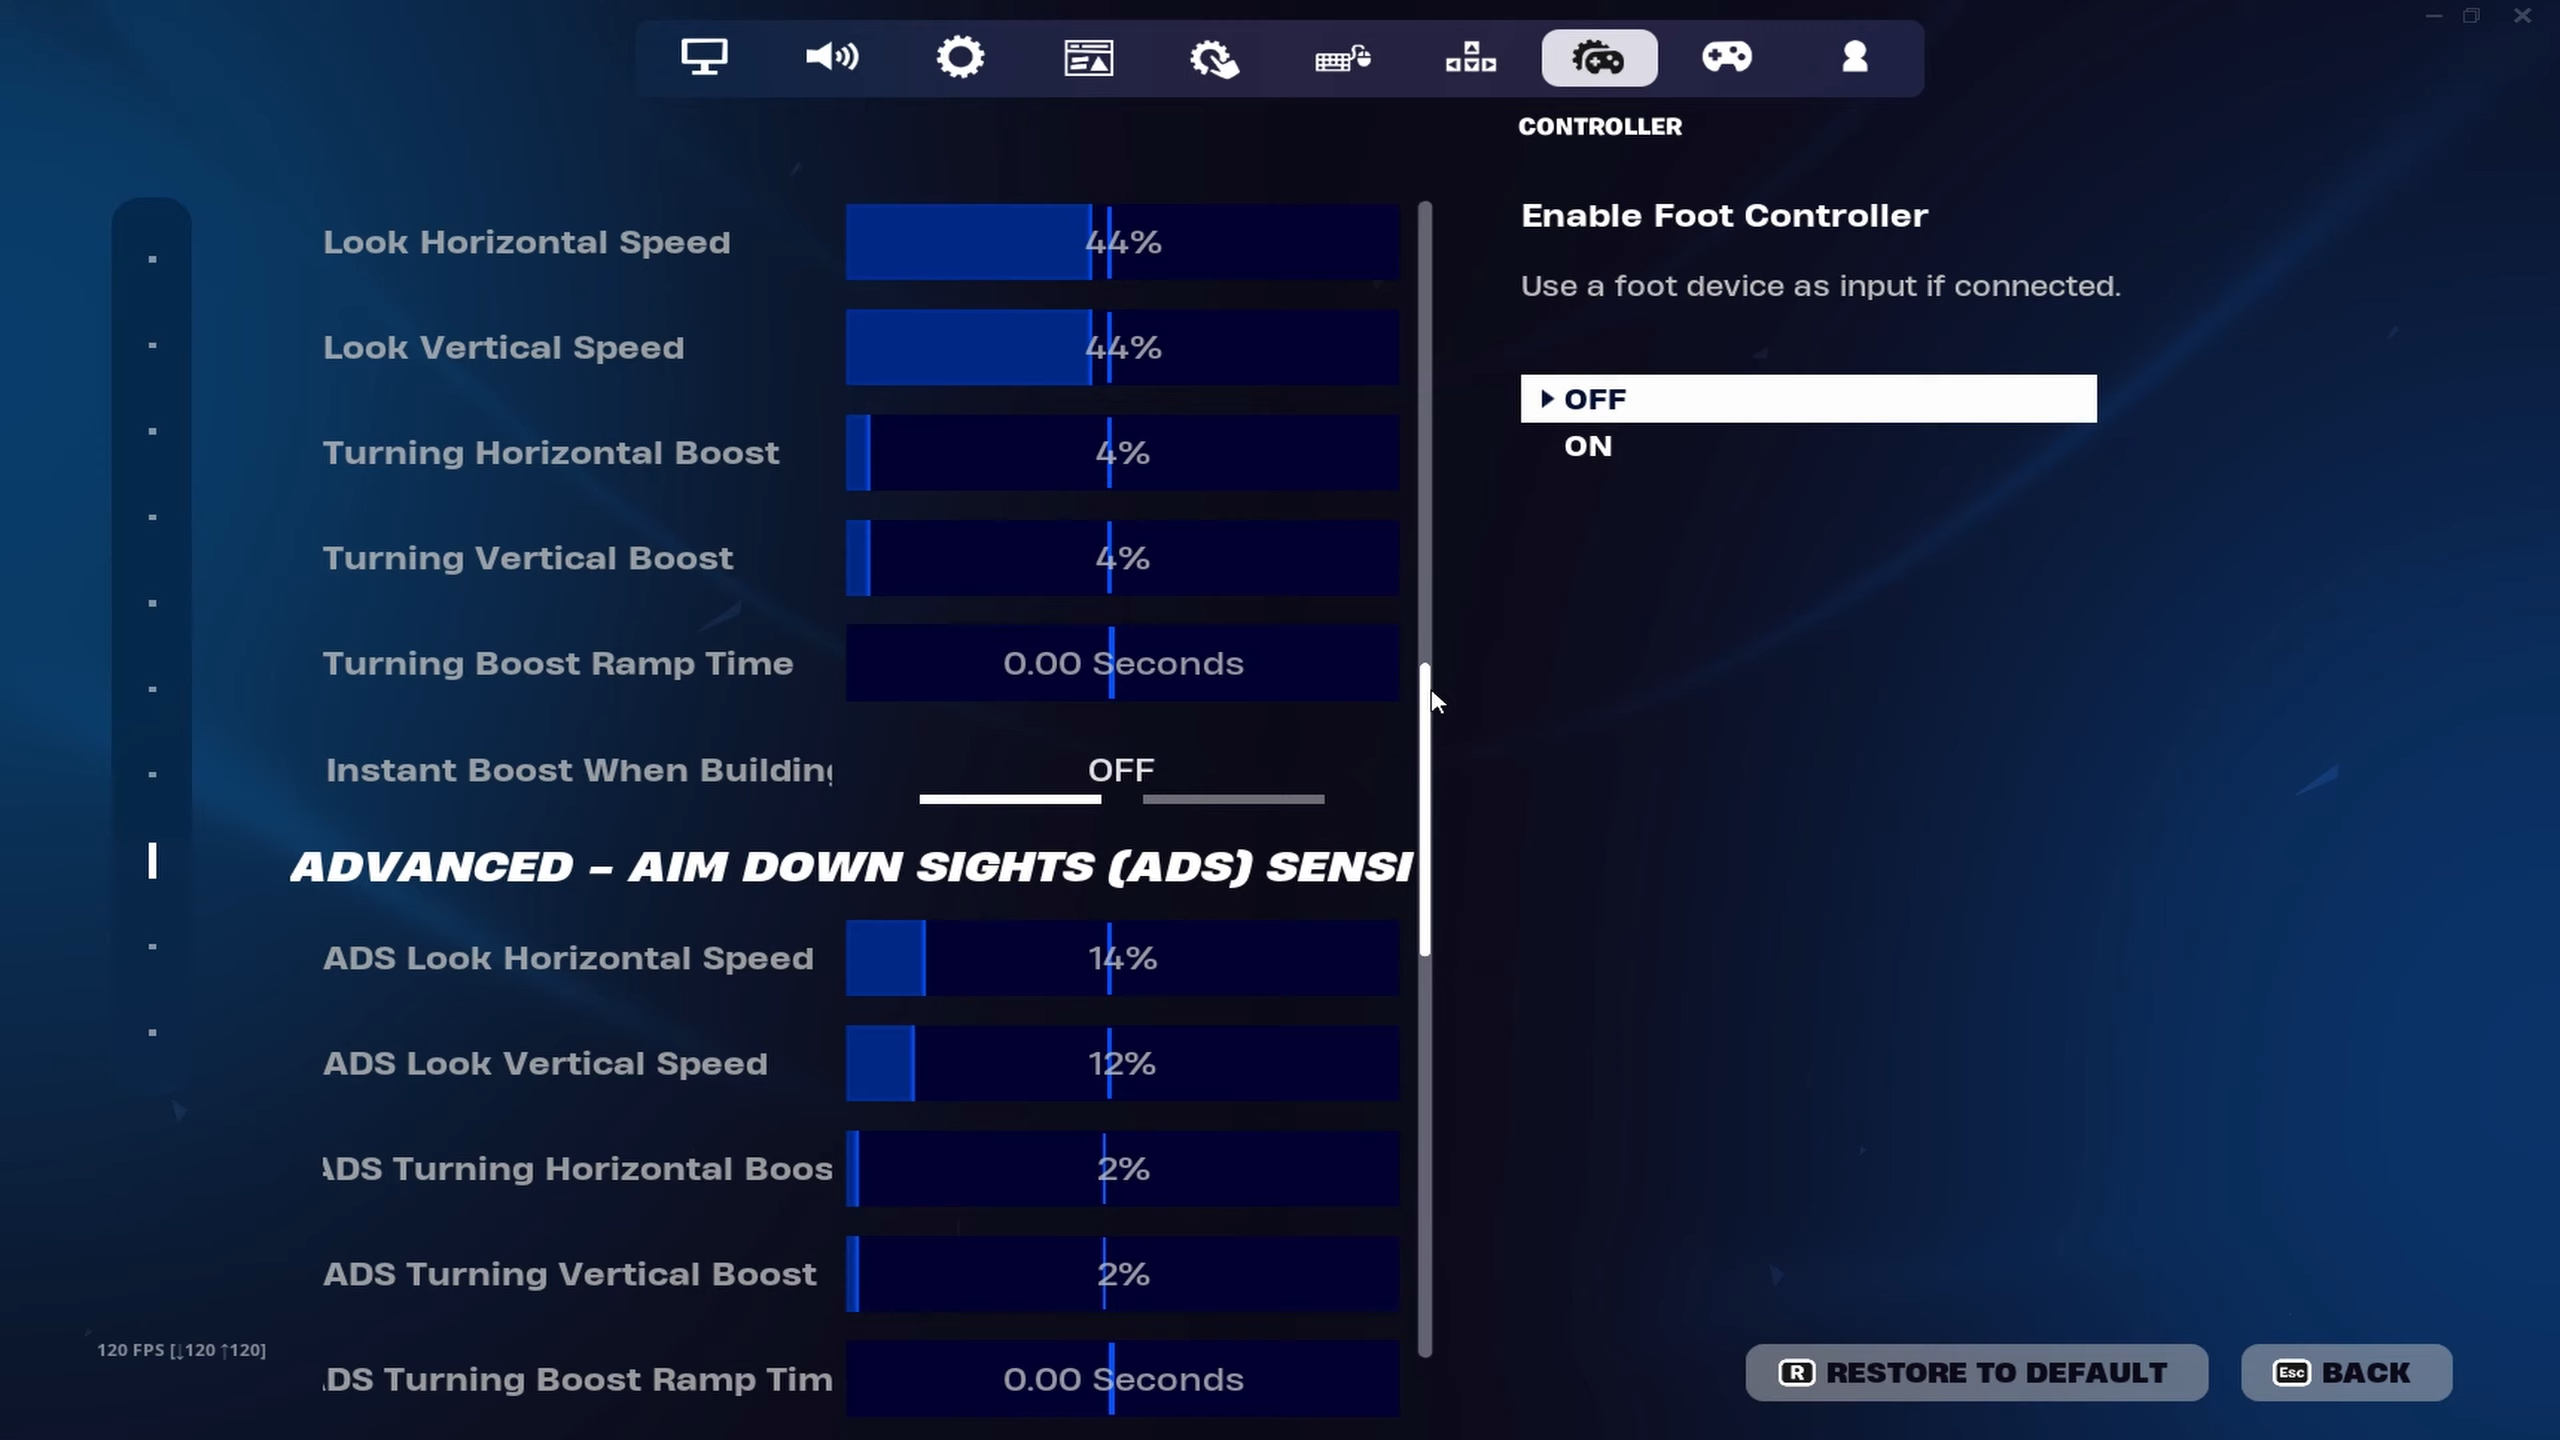 CONTROLLER
Look Horizontal Speed 44%
Look Vertical Speed 44%
Turning Horizontal Boost 4%
Turning Vertical Boost 4%
Turning Boost Ramp Time 0.00 Seconds
Instant Boost When Building OFF
ADVANCED - AIM DOWN SIGHTS (ADS) SENSI
ADS Look Horizontal Speed 14%
ADS Look Vertical Speed 12%
ADS Turning Horizontal Boos 2%
ADS Turning Vertical Boost 2%
DS Turning Boost Ramp Tim 0.00 Seconds
Enable Foot Controller
Use a foot device as input if connected.
OFF
ON
120 FPS [↓120 ↑120]
R RESTORE TO DEFAULT
Esc BACK